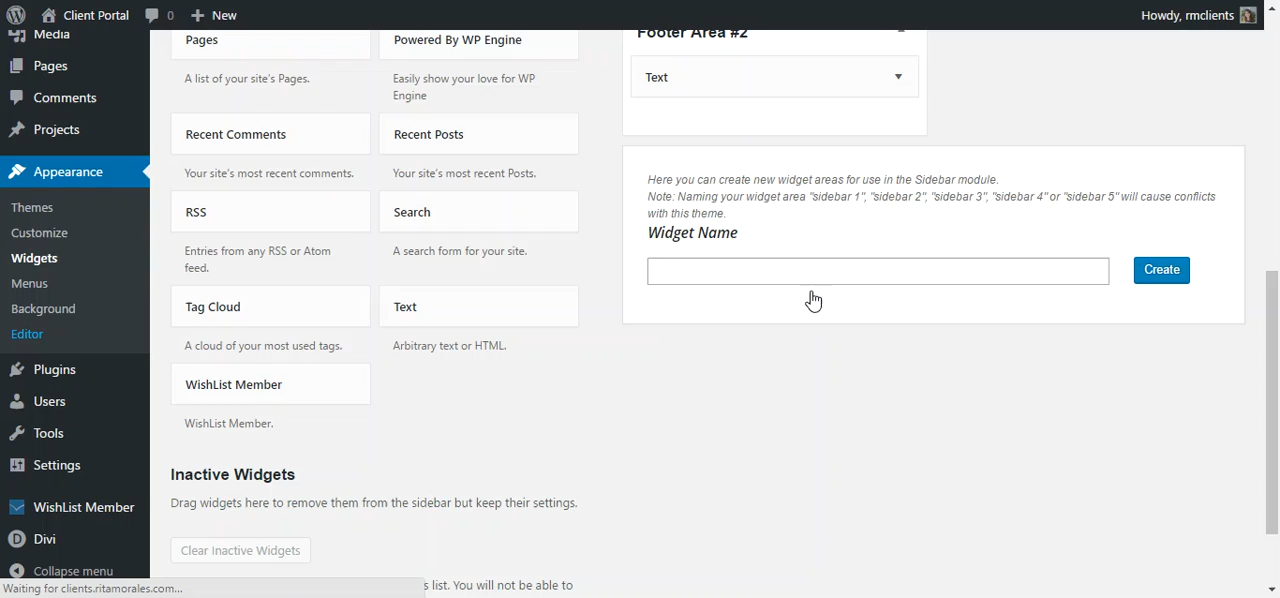 Client Portal 0 New Howdy, rmclients
Media
Pages
Comments
Projects
Appearance
Themes
Customize
Widgets
Menus
Background
Editor
Plugins
Users
Tools
Settings
WishList Member
Divi
Collapse menu
Waiting for clients.ritamorales.com...
Pages
A list of your site's Pages.
Powered By WP Engine
Easily show your love for WP
Engine
Recent Comments
Your site's most recent comments.
Recent Posts
Your site's most recent Posts.
RSS
Entries from any RSS or Atom
feed.
Search
A search form for your site.
Tag Cloud
A cloud of your most used tags.
Text
Arbitrary text or HTML.
WishList Member
WishList Member.
Inactive Widgets
Drag widgets here to remove them from the sidebar but keep their settings.
Clear Inactive Widgets
s list. You will not be able to
Footer Area #2
Text
Here you can create new widget areas for use in the Sidebar module.
Note: Naming your widget area "sidebar 1", "sidebar 2", "sidebar 3", "sidebar 4" or "sidebar 5" will cause conflicts
with this theme.
Widget Name
Create